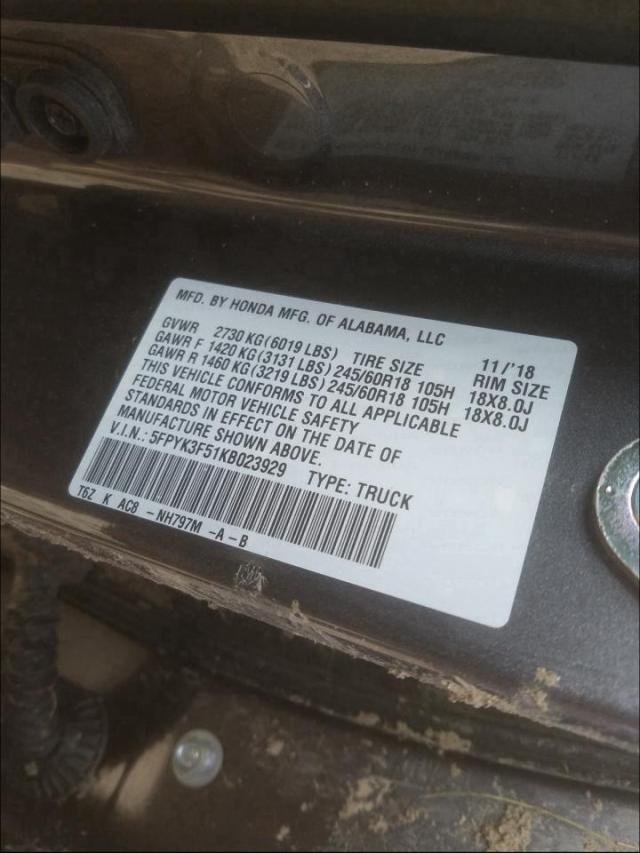 MFD. BY HONDA MFG. OF ALABAMA, LLC
11/'18
GVWR 2730 KG(6019 LBS) TIRE SIZE RIM SIZE
GAWR F 1420 KG(3131 LBS) 245/60R18 105H 18X8.0J
GAWR R 1460 KG(3219 LBS) 245/60R18 105H 18X8.0J
THIS VEHICLE CONFORMS TO ALL APPLICABLE
FEDERAL MOTOR VEHICLE SAFETY
STANDARDS IN EFFECT ON THE DATE OF
MANUFACTURE SHOWN ABOVE.
V.I.N.: 5FPYK3F51KB023929 TYPE: TRUCK
T6Z K AC8 -NH797M -A-B